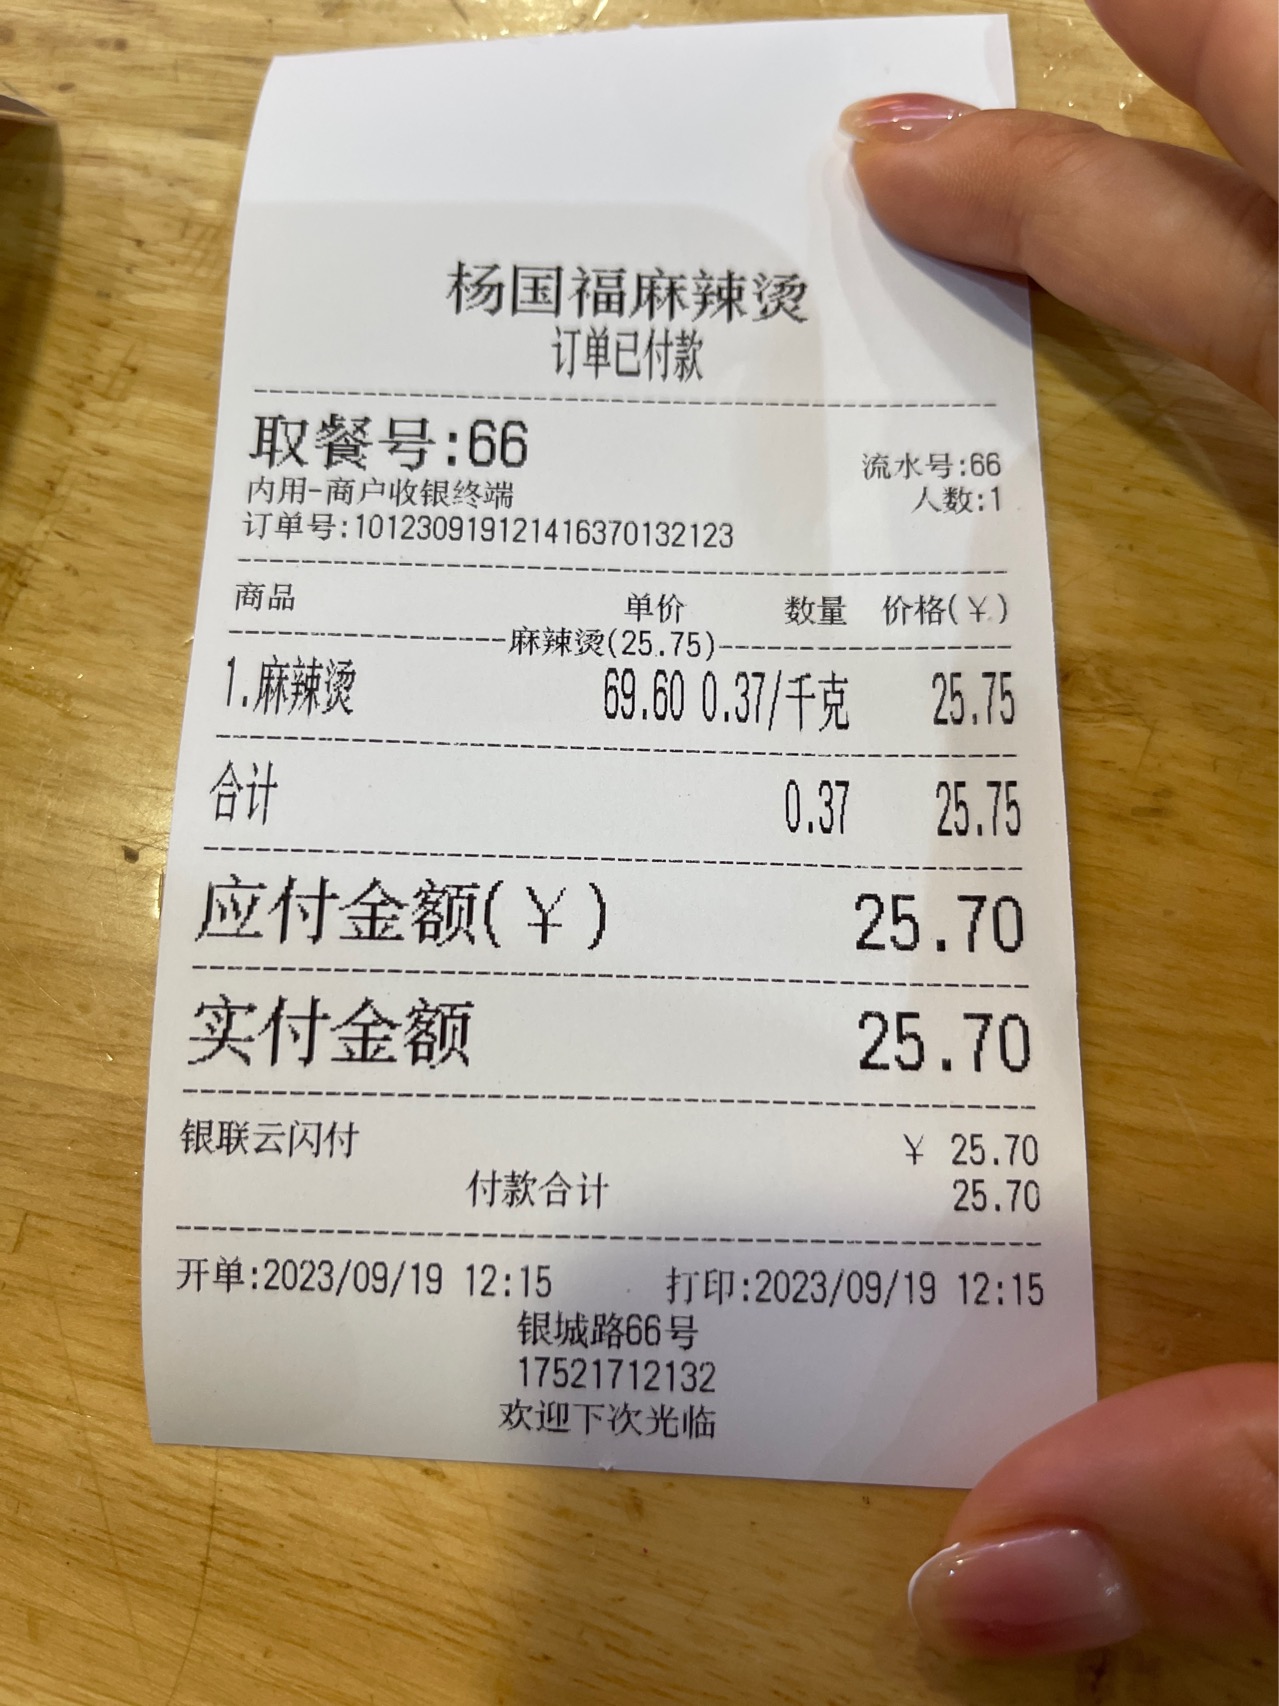 杨国福麻辣烫
订单已付款
取餐号:66
流水号:66
内用-商户收银终端
人数:1
订单号:101230919121416370132123
商品 单价 数量 价格(￥)
麻辣烫(25.75)
1.麻辣烫 69.60 0.37/千克 25.75
合计 0.37 25.75
应付金额(￥) 25.70
实付金额 25.70
银联云闪付 ￥ 25.70
付款合计 25.70
开单:2023/09/19 12:15 打印:2023/09/19 12:15
银城路66号
17521712132
欢迎下次光临